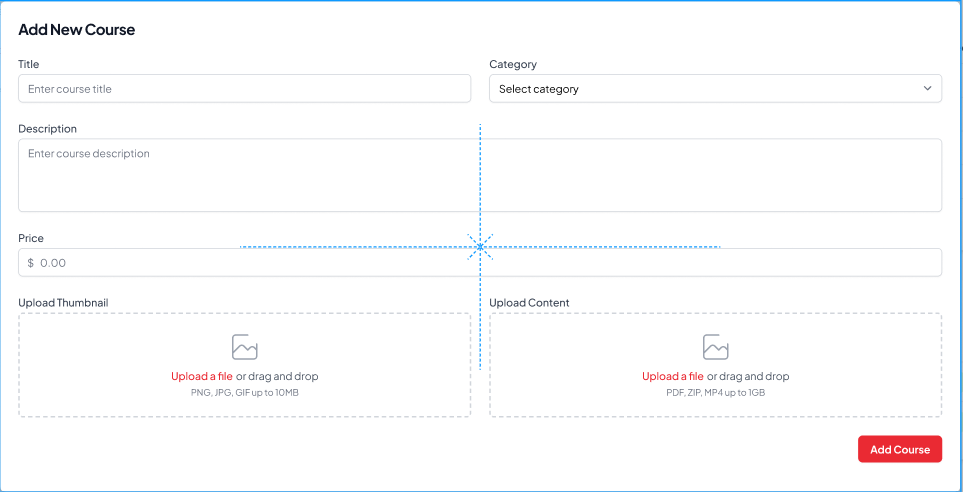 Add New Course
Title
Category
Enter course title
Select category
Description
Enter course description
Price
$ 0.00
Upload Thumbnail
Upload Content
Upload a file or drag and drop
PNG, JPG, GIF up to 10MB
Upload a file or drag and drop
PDF, ZIP, MP4 up to 1GB
Add Course